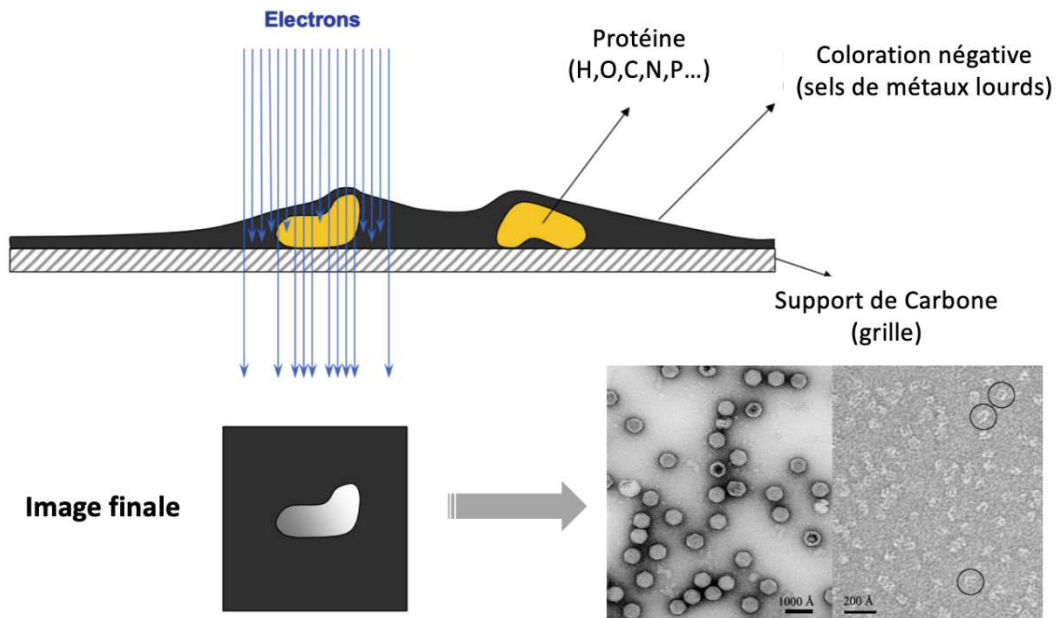 Electrons
Protéine
(H,O,C,N,P...)
Coloration négative
(sels de métaux lourds)
Support de Carbone
(grille)
Image finale
1000 Å
200 Å